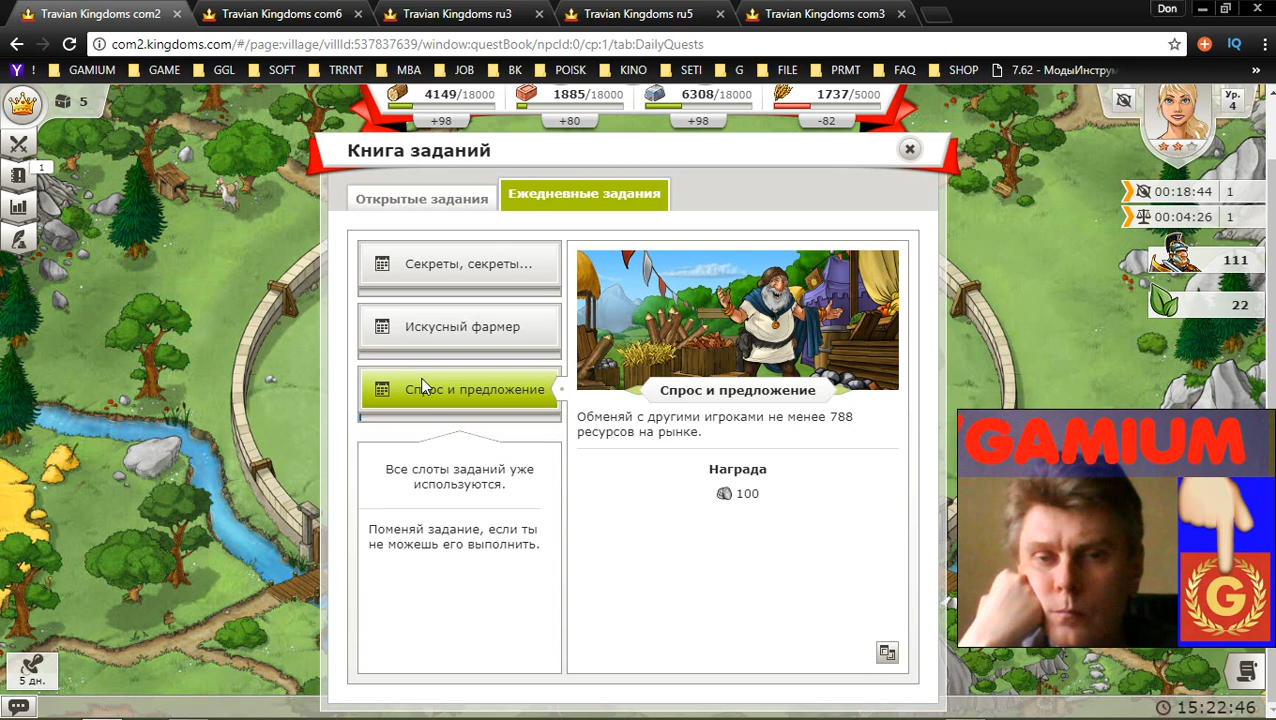 Travian Kingdoms com2
Travian Kingdoms com6
Travian Kingdoms ru3
Travian Kingdoms ru5
Travian Kingdoms com3
Don
com2.kingdoms.com/#/page:village/villId:537837639/window:questBook/npcId:0/cp:1/tab:DailyQuests
IQ
! GAMIUM GAME GGL SOFT TRRNT MBA JOB BK POISK KINO SETI G FILE PRMT FAQ SHOP 7.62 - МодыИнструм
5
4149/18000
1885/18000
6308/18000
1737/5000
Ур.
4
+98
+80
+98
-82
1
Книга заданий
Открытые задания
Ежедневные задания
00:18:44 1
00:04:26 1
111
22
Секреты, секреты...
Искусный фармер
Спрос и предложение
Спрос и предложение
Обменяй с другими игроками не менее 788
ресурсов на рынке.
Награда
100
Все слоты заданий уже
используются.
Поменяй задание, если ты
не можешь его выполнить.
GAMIUM
G
5 дн.
15:22:46